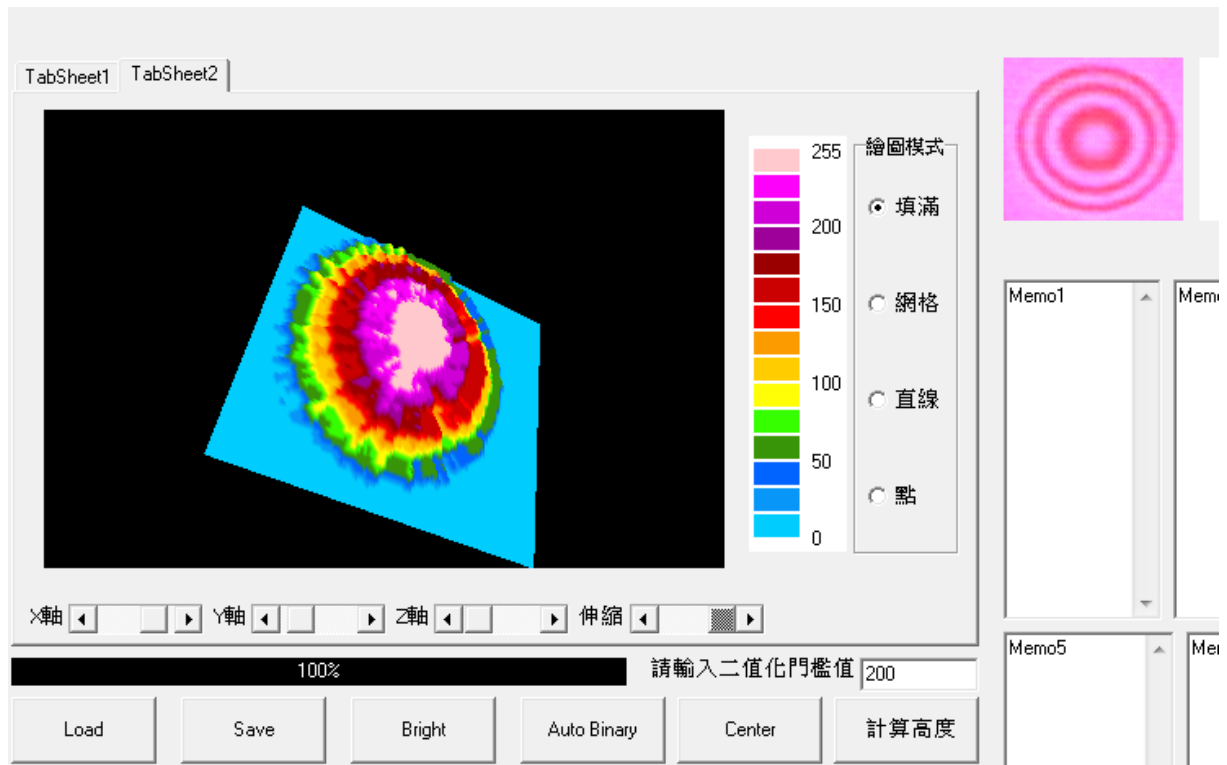 TabSheet1
TabSheet2
255
200
150
100
50
0
繪圖模式
填滿
網格
直線
點
X軸
Y軸
Z軸
伸縮
100%
請輸入二值化門檻值
200
Load
Save
Bright
Auto Binary
Center
計算高度
Memo1
Memo5